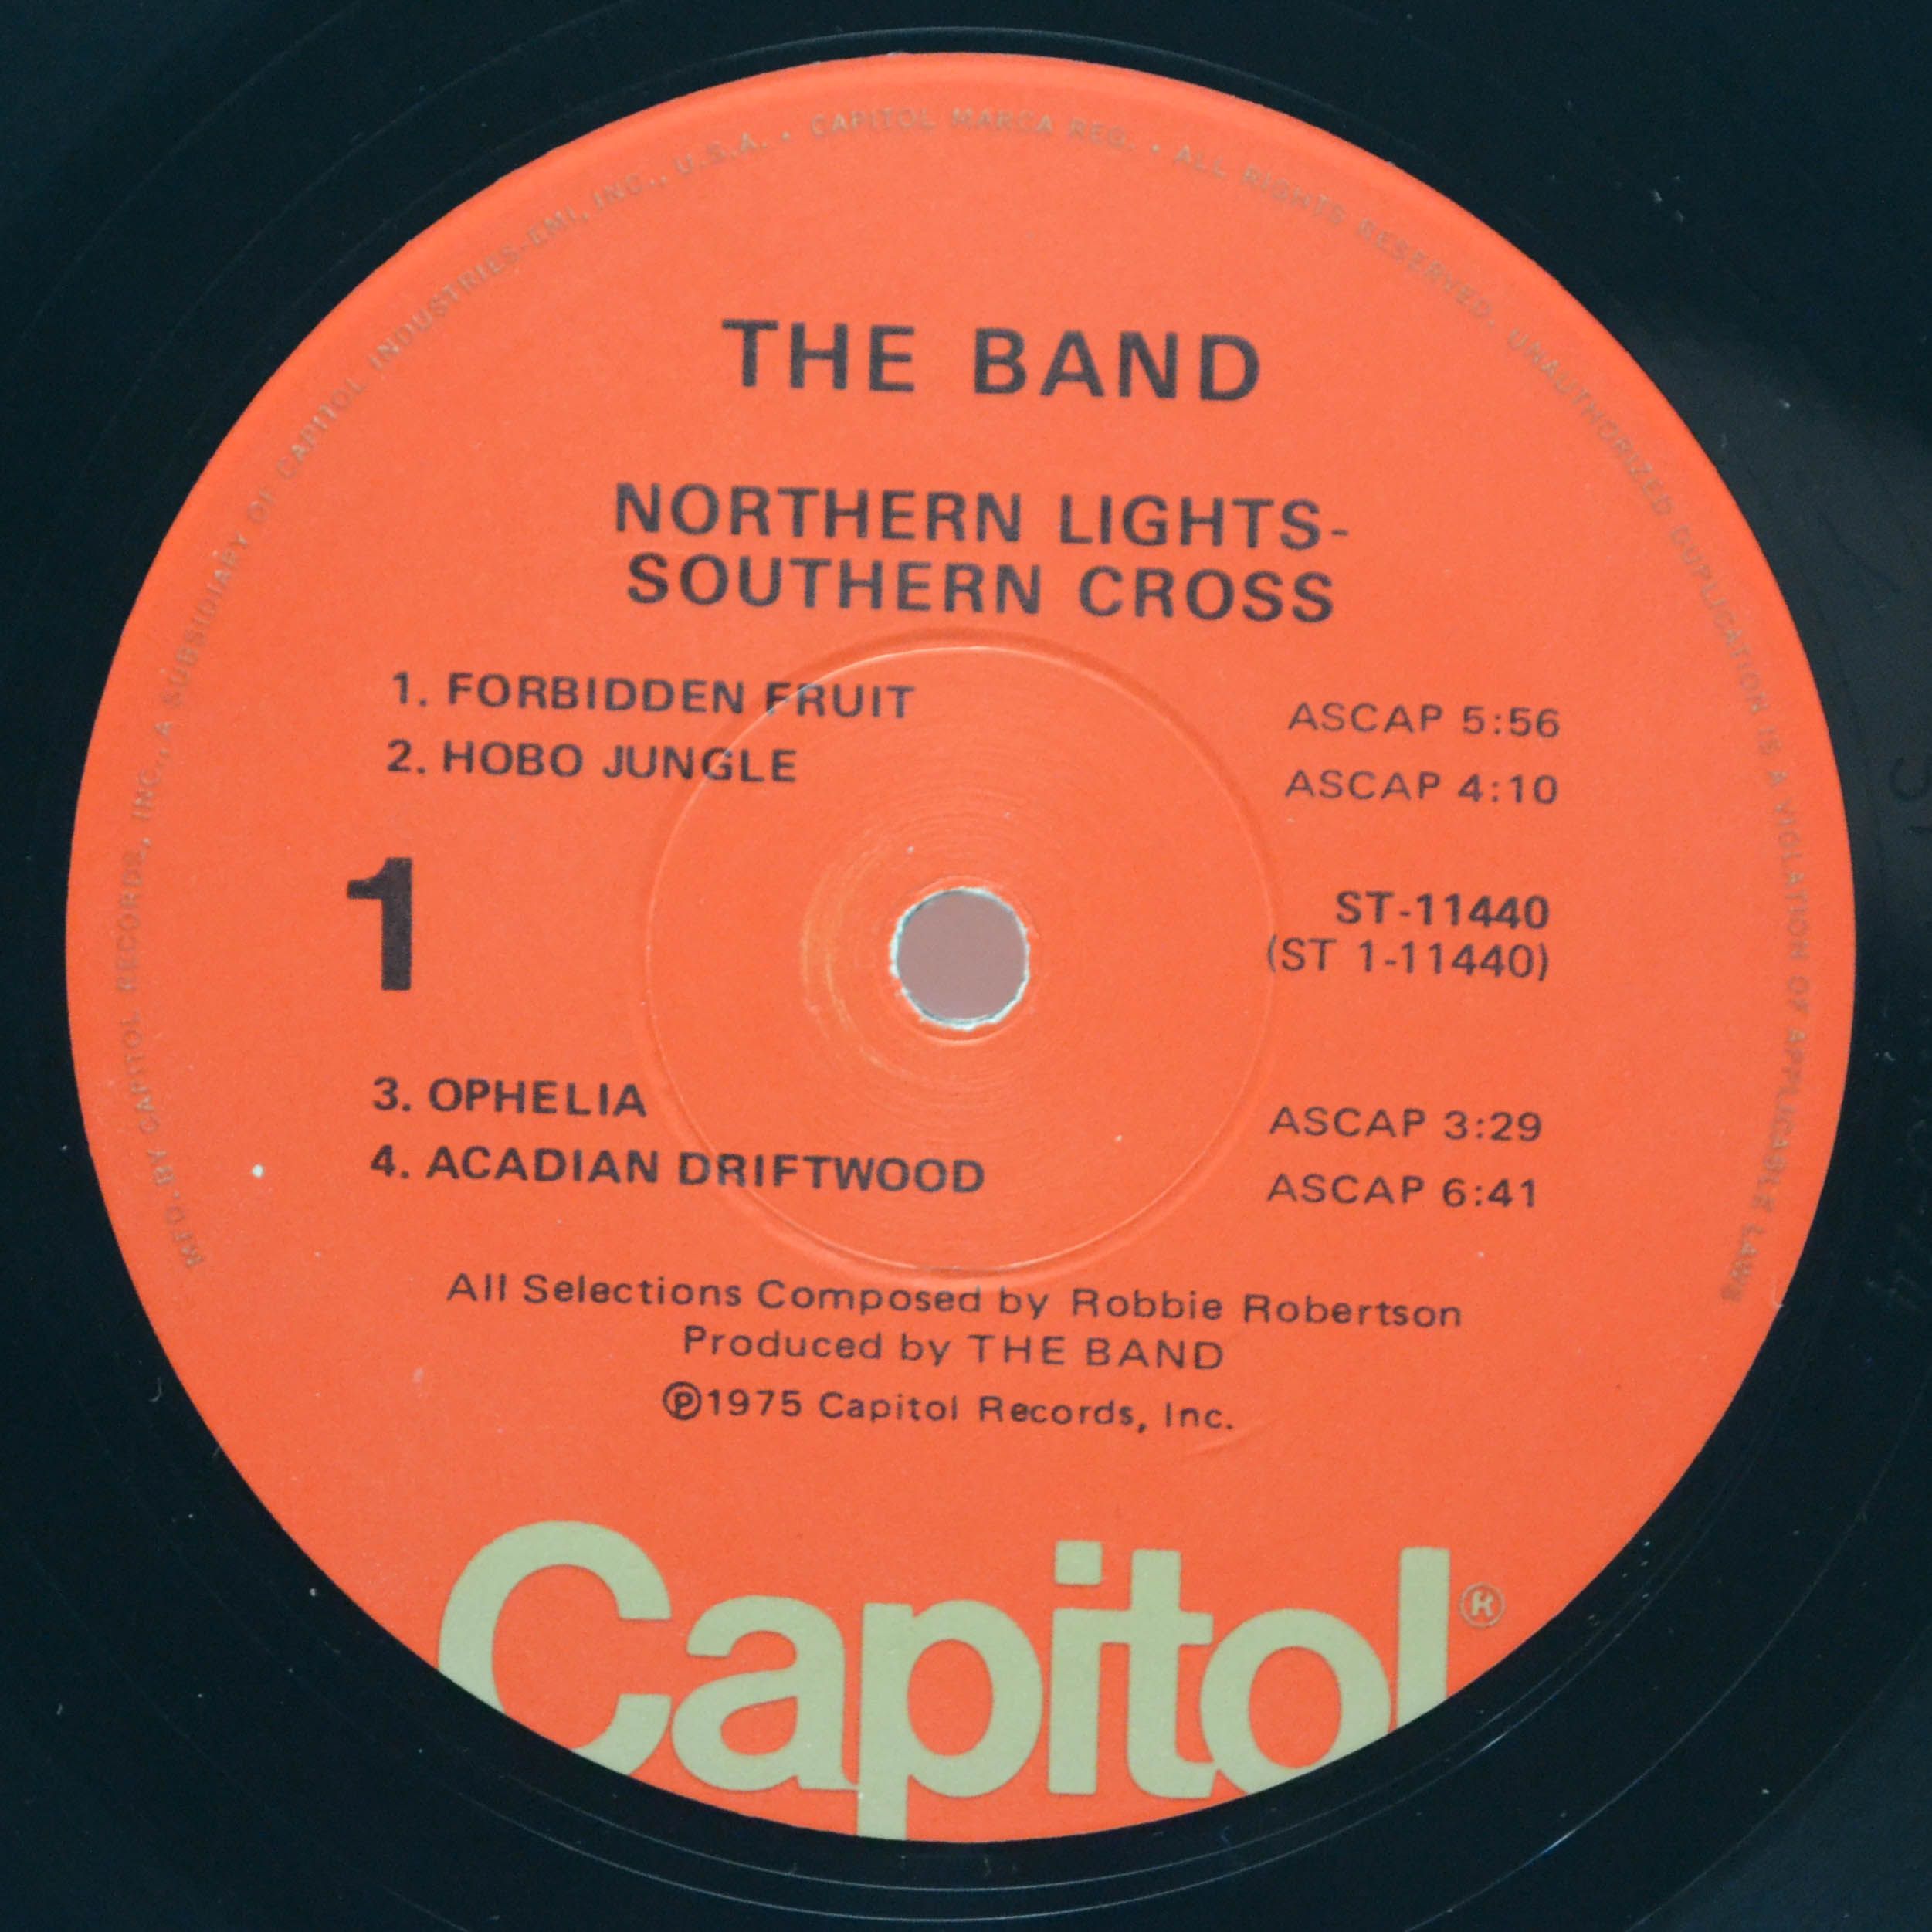 MFD. BY CAPITOL RECORDS, INC., A SUBSIDIARY OF CAPITOL INDUSTRIES-EMI, INC., U.S.A. • CAPITOL MARCA REG. • ALL RIGHTS RESERVED. UNAUTHORIZED DUPLICATION IS A VIOLATION OF APPLICABLE LAWS
THE BAND
NORTHERN LIGHTS-
SOUTHERN CROSS
1. FORBIDDEN FRUIT ASCAP 5:56
2. HOBO JUNGLE ASCAP 4:10
1
ST-11440
(ST 1-11440)
3. OPHELIA ASCAP 3:29
4. ACADIAN DRIFTWOOD ASCAP 6:41
All Selections Composed by Robbie Robertson
Produced by THE BAND
℗1975 Capitol Records, Inc.
Capitol®